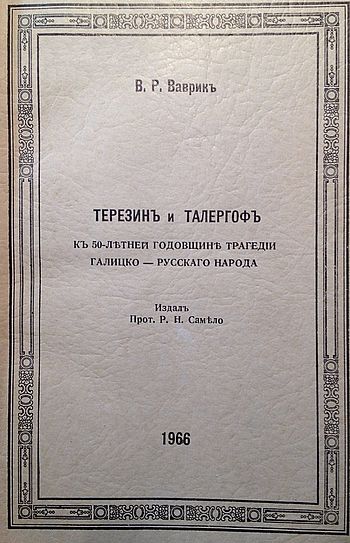 В. Р. Ваврикъ
ТЕРЕЗИНЪ и ТАЛЕРГОФЪ
КЪ 50-ЛѢТНЕЙ ГОДОВЩИНѢ ТРАГЕДІИ
ГАЛИЦКО — РУССКАГО НАРОДА
Издалъ
Прот. Р. Н. Самѣло
1966